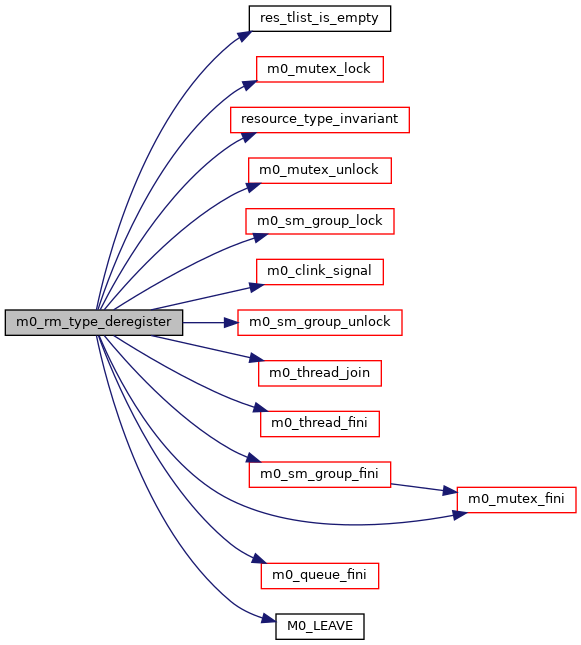 res_tlist_is_empty
m0_mutex_lock
resource_type_invariant
m0_mutex_unlock
m0_sm_group_lock
m0_clink_signal
m0_rm_type_deregister
m0_sm_group_unlock
m0_thread_join
m0_thread_fini
m0_sm_group_fini
m0_mutex_fini
m0_queue_fini
M0_LEAVE